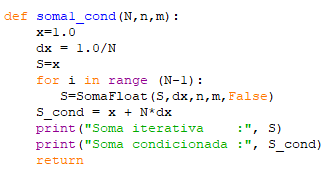 def soma1_cond(N,n,m):
x=1.0
dx = 1.0/N
S=x
for i in range (N-1):
S=SomaFloat(S,dx,n,m,False)
S_cond = x + N*dx
print("Soma iterativa    :", S)
print("Soma condicionada :", S_cond)
return